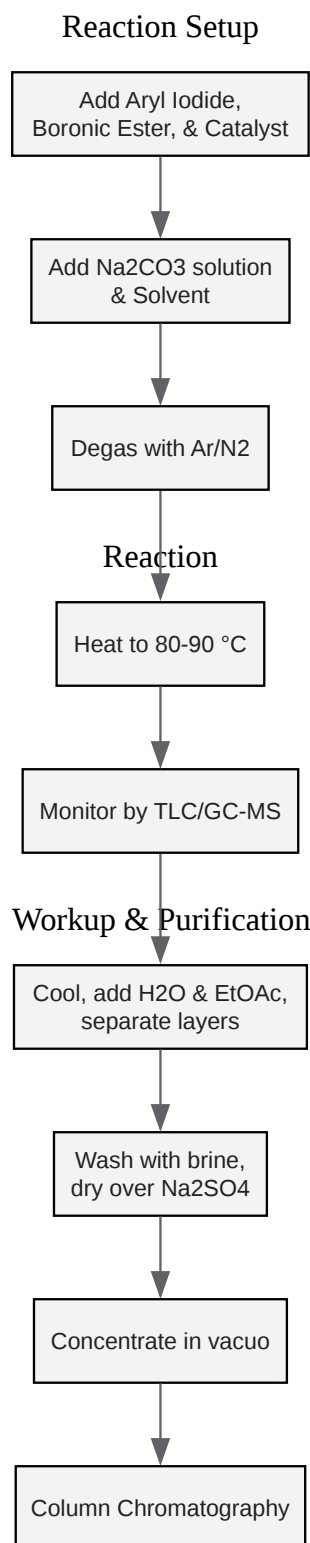 Reaction Setup
Add Aryl Iodide,
Boronic Ester, & Catalyst
Add Na2CO3 solution
& Solvent
Degas with Ar/N2
Reaction
Heat to 80-90 °C
Monitor by TLC/GC-MS
Workup & Purification
Cool, add H2O & EtOAc,
separate layers
Wash with brine,
dry over Na2SO4
Concentrate in vacuo
Column Chromatography